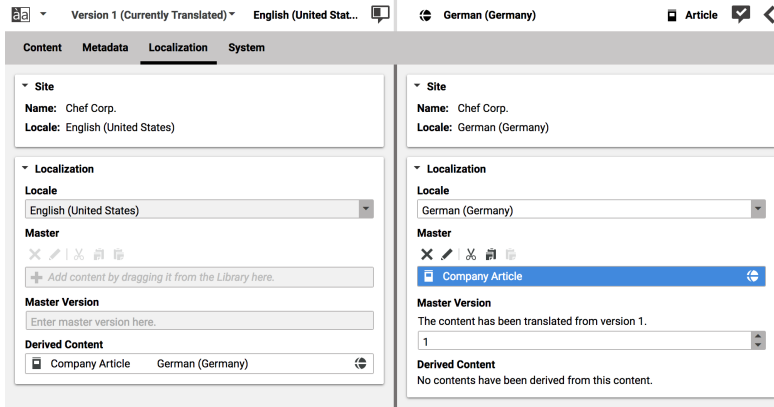 àa Version 1 (Currently Translated) English (United Stat...
German (Germany) Article
Content Metadata Localization System
Site
Name: Chef Corp.
Locale: English (United States)
Localization
Locale
English (United States)
Master
Add content by dragging it from the Library here.
Master Version
Enter master version here.
Derived Content
Company Article German (Germany)
Site
Name: Chef Corp.
Locale: German (Germany)
Localization
Locale
German (Germany)
Master
Company Article
Master Version
The content has been translated from version 1.
1
Derived Content
No contents have been derived from this content.